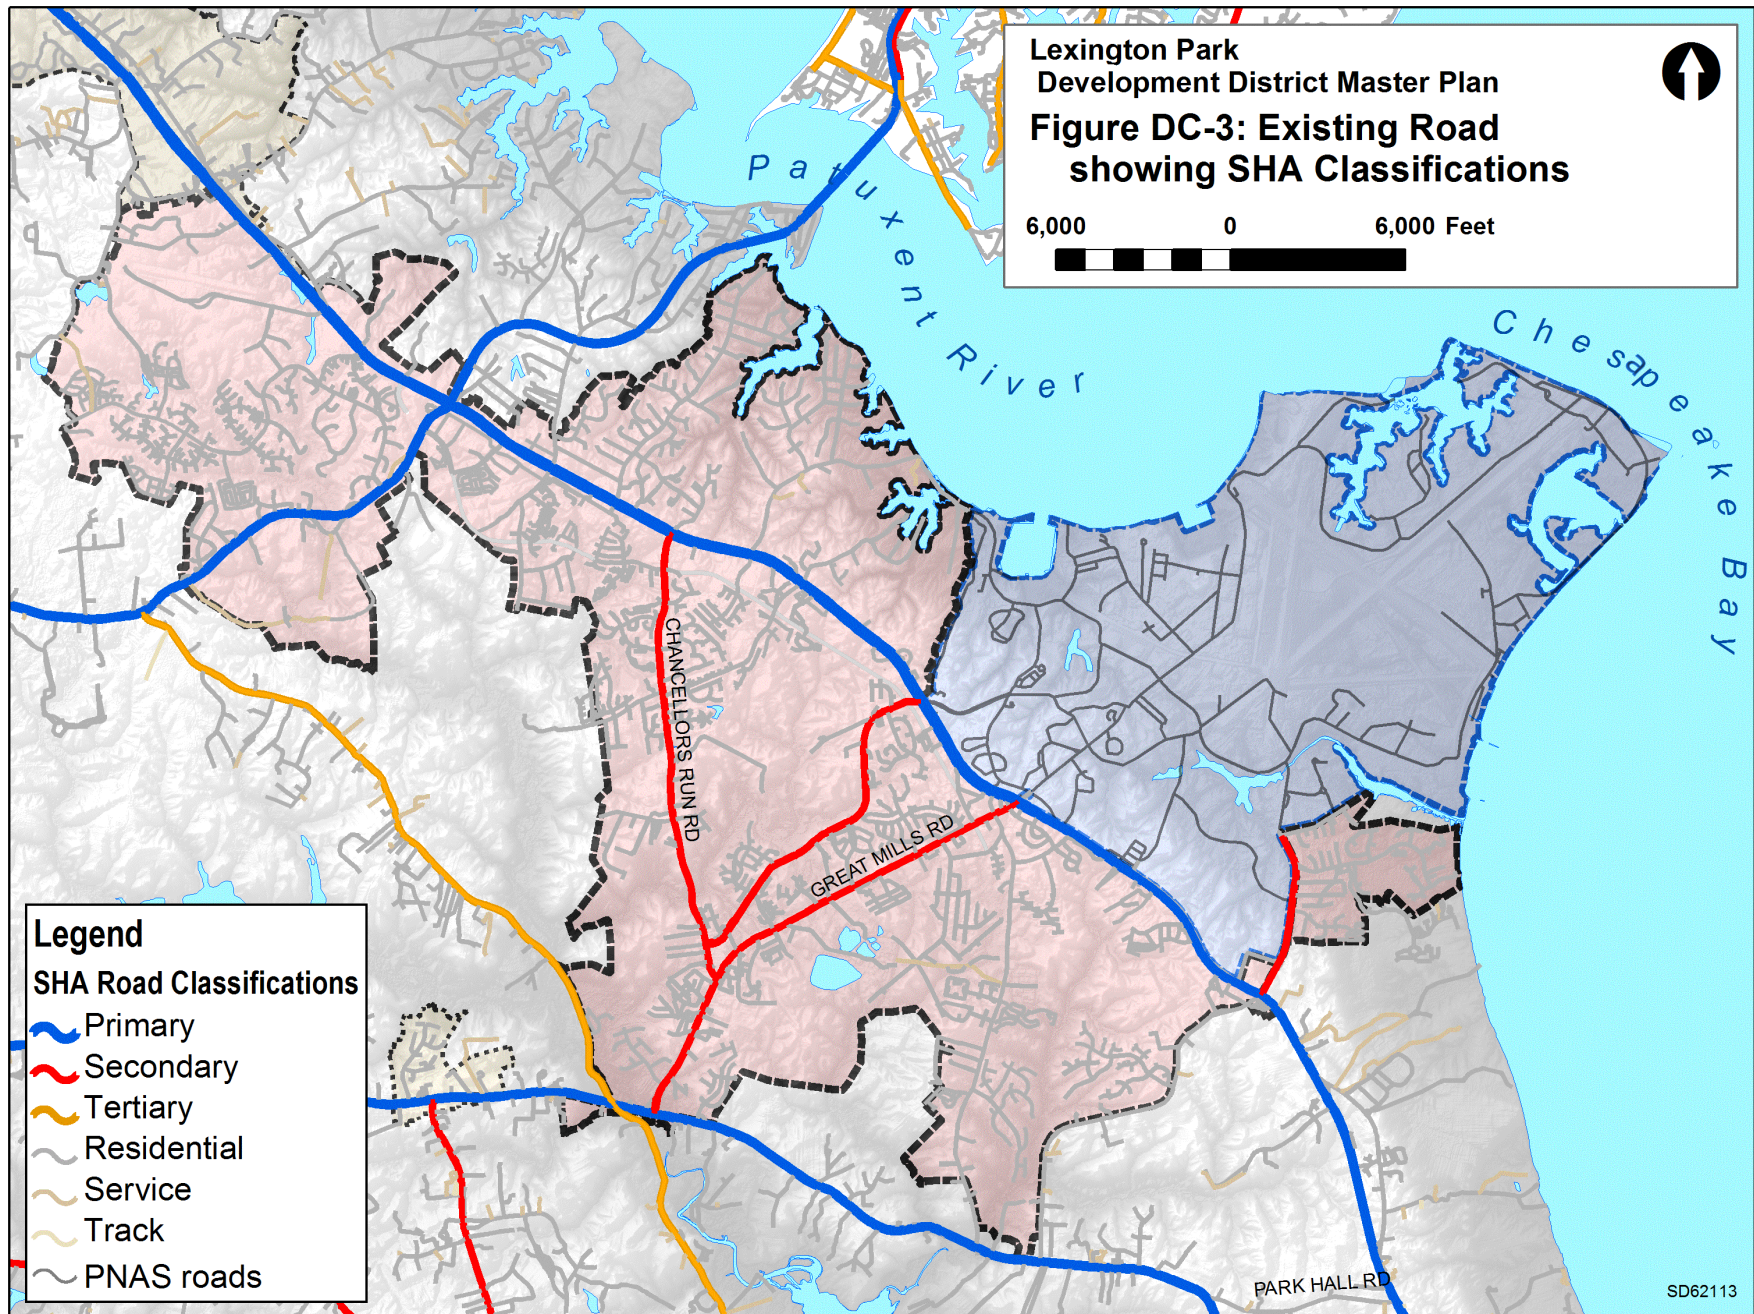 Lexington Park
Development District Master Plan
Figure DC-3: Existing Road
showing SHA Classifications
6,000 0 6,000 Feet
Patuxent River
Chesapeake Bay
CHANCELLORS RUN RD
GREAT MILLS RD
PARK HALL RD
Legend
SHA Road Classifications
Primary
Secondary
Tertiary
Residential
Service
Track
PNAS roads
SD62113